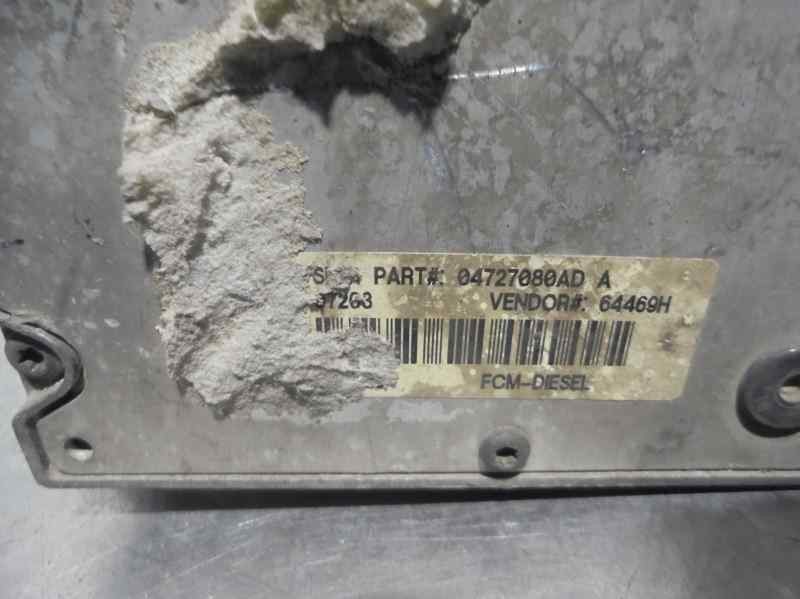 PART#: 04727080AD A
VENDOR#: 64469H
FCM-DIESEL